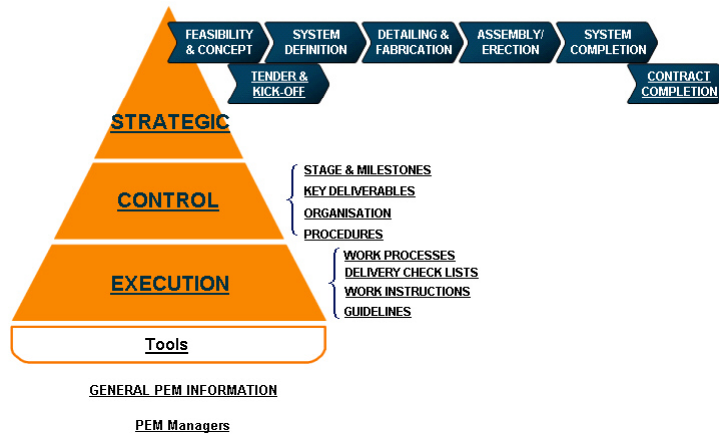 FEASIBILITY
& CONCEPT
SYSTEM
DEFINITION
DETAILING &
FABRICATION
ASSEMBLY/
ERECTION
SYSTEM
COMPLETION
TENDER &
KICK-OFF
CONTRACT
COMPLETION
STRATEGIC
CONTROL
STAGE & MILESTONES
KEY DELIVERABLES
ORGANISATION
PROCEDURES
EXECUTION
WORK PROCESSES
DELIVERY CHECK LISTS
WORK INSTRUCTIONS
GUIDELINES
Tools
GENERAL PEM INFORMATION
PEM Managers